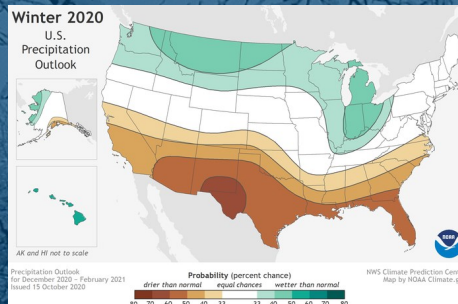 Winter 2020
U.S.
Precipitation
Outlook
AK and HI not to scale
Precipitation Outlook
for December 2020 - February 2021
Issued 15 October 2020
Probability (percent chance)
drier than normal equal chances wetter than normal
NWS Climate Prediction Cent
Map by NOAA Climate.g
NOAA